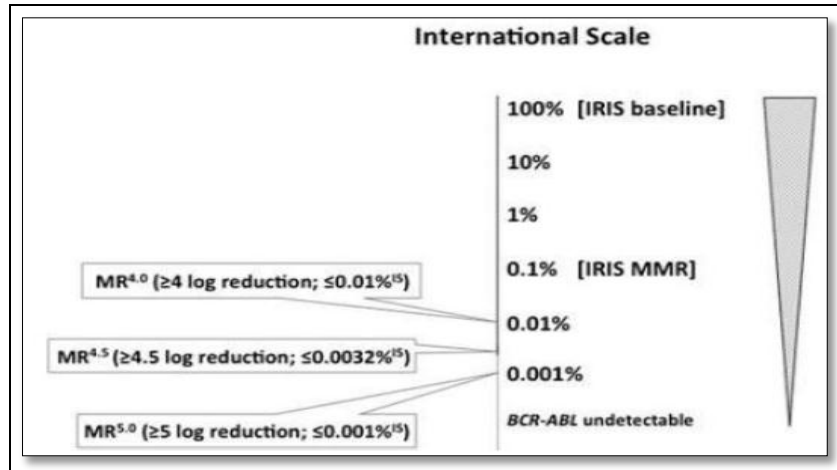 International Scale
100% [IRIS baseline]
10%
1%
0.1% [IRIS MMR]
MR⁴·⁰ (≥4 log reduction; ≤0.01%ᴵˢ)
0.01%
MR⁴·⁵ (≥4.5 log reduction; ≤0.0032%ᴵˢ)
0.001%
BCR-ABL undetectable
MR⁵·⁰ (≥5 log reduction; ≤0.001%ᴵˢ)